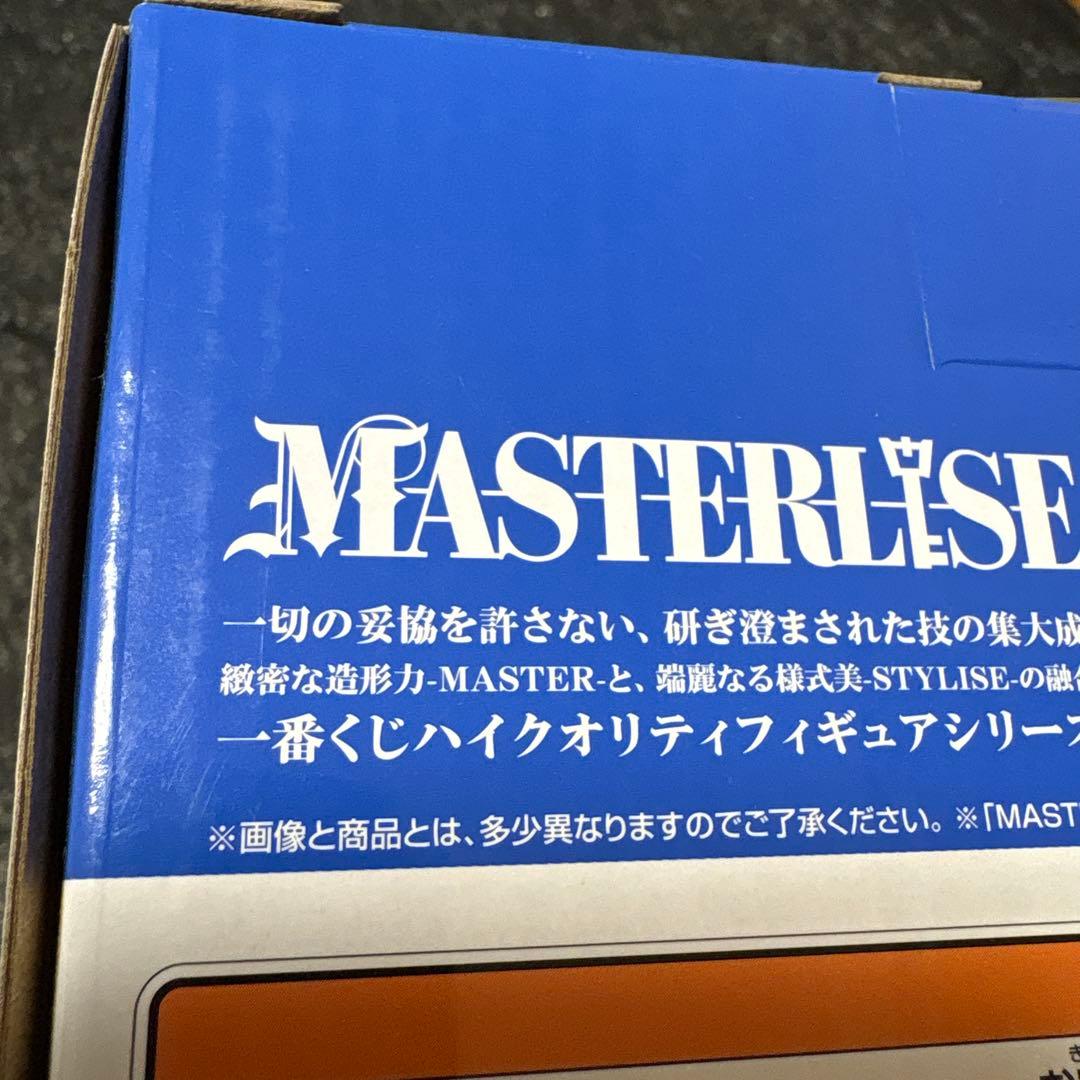 MASTERLISE
一切の妥協を許さない、研ぎ澄まされた技の集大成
緻密な造形力-MASTER-と、端麗なる様式美-STYLISE-の融合
一番くじハイクオリティフィギュアシリーズ
※画像と商品とは、多少異なりますのでご了承ください。※「MAST